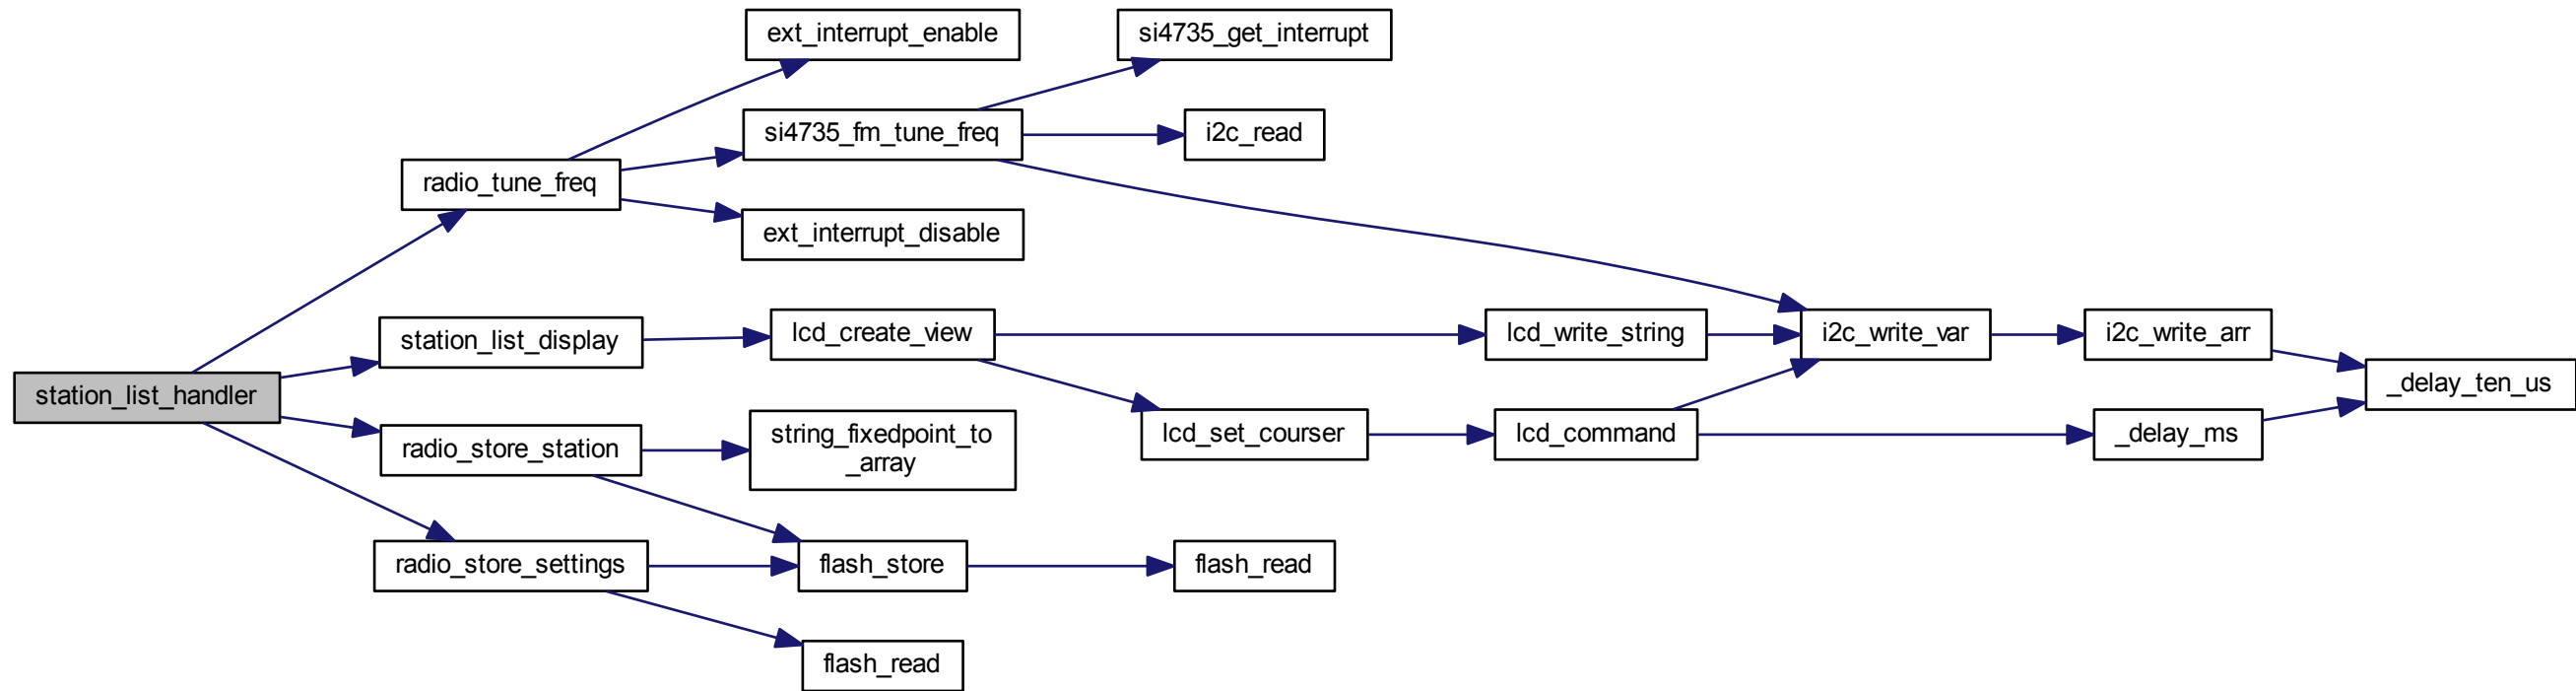 ext_interrupt_enable
si4735_get_interrupt
si4735_fm_tune_freq
i2c_read
radio_tune_freq
ext_interrupt_disable
station_list_display
lcd_create_view
lcd_write_string
i2c_write_var
i2c_write_arr
_delay_ten_us
station_list_handler
radio_store_station
string_fixedpoint_to
_array
lcd_set_courser
lcd_command
_delay_ms
radio_store_settings
flash_store
flash_read
flash_read